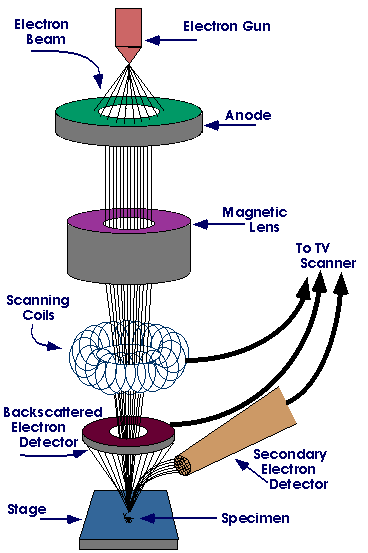 Electron
Beam
Electron Gun
Anode
Magnetic
Lens
To TV
Scanner
Scanning
Coils
Backscattered
Electron
Detector
Secondary
Electron
Detector
Stage
Specimen